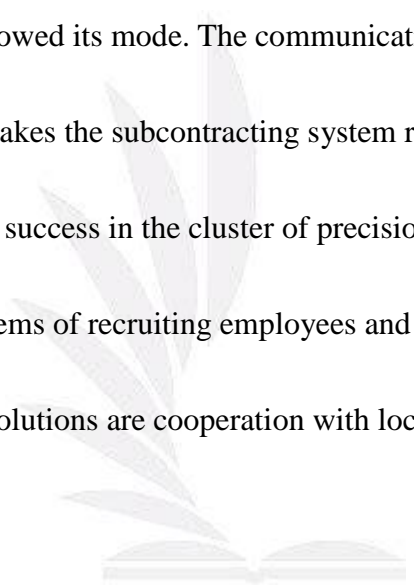 owed its mode. The communicat
akes the subcontracting system r
success in the cluster of precisio
ems of recruiting employees and
olutions are cooperation with loc